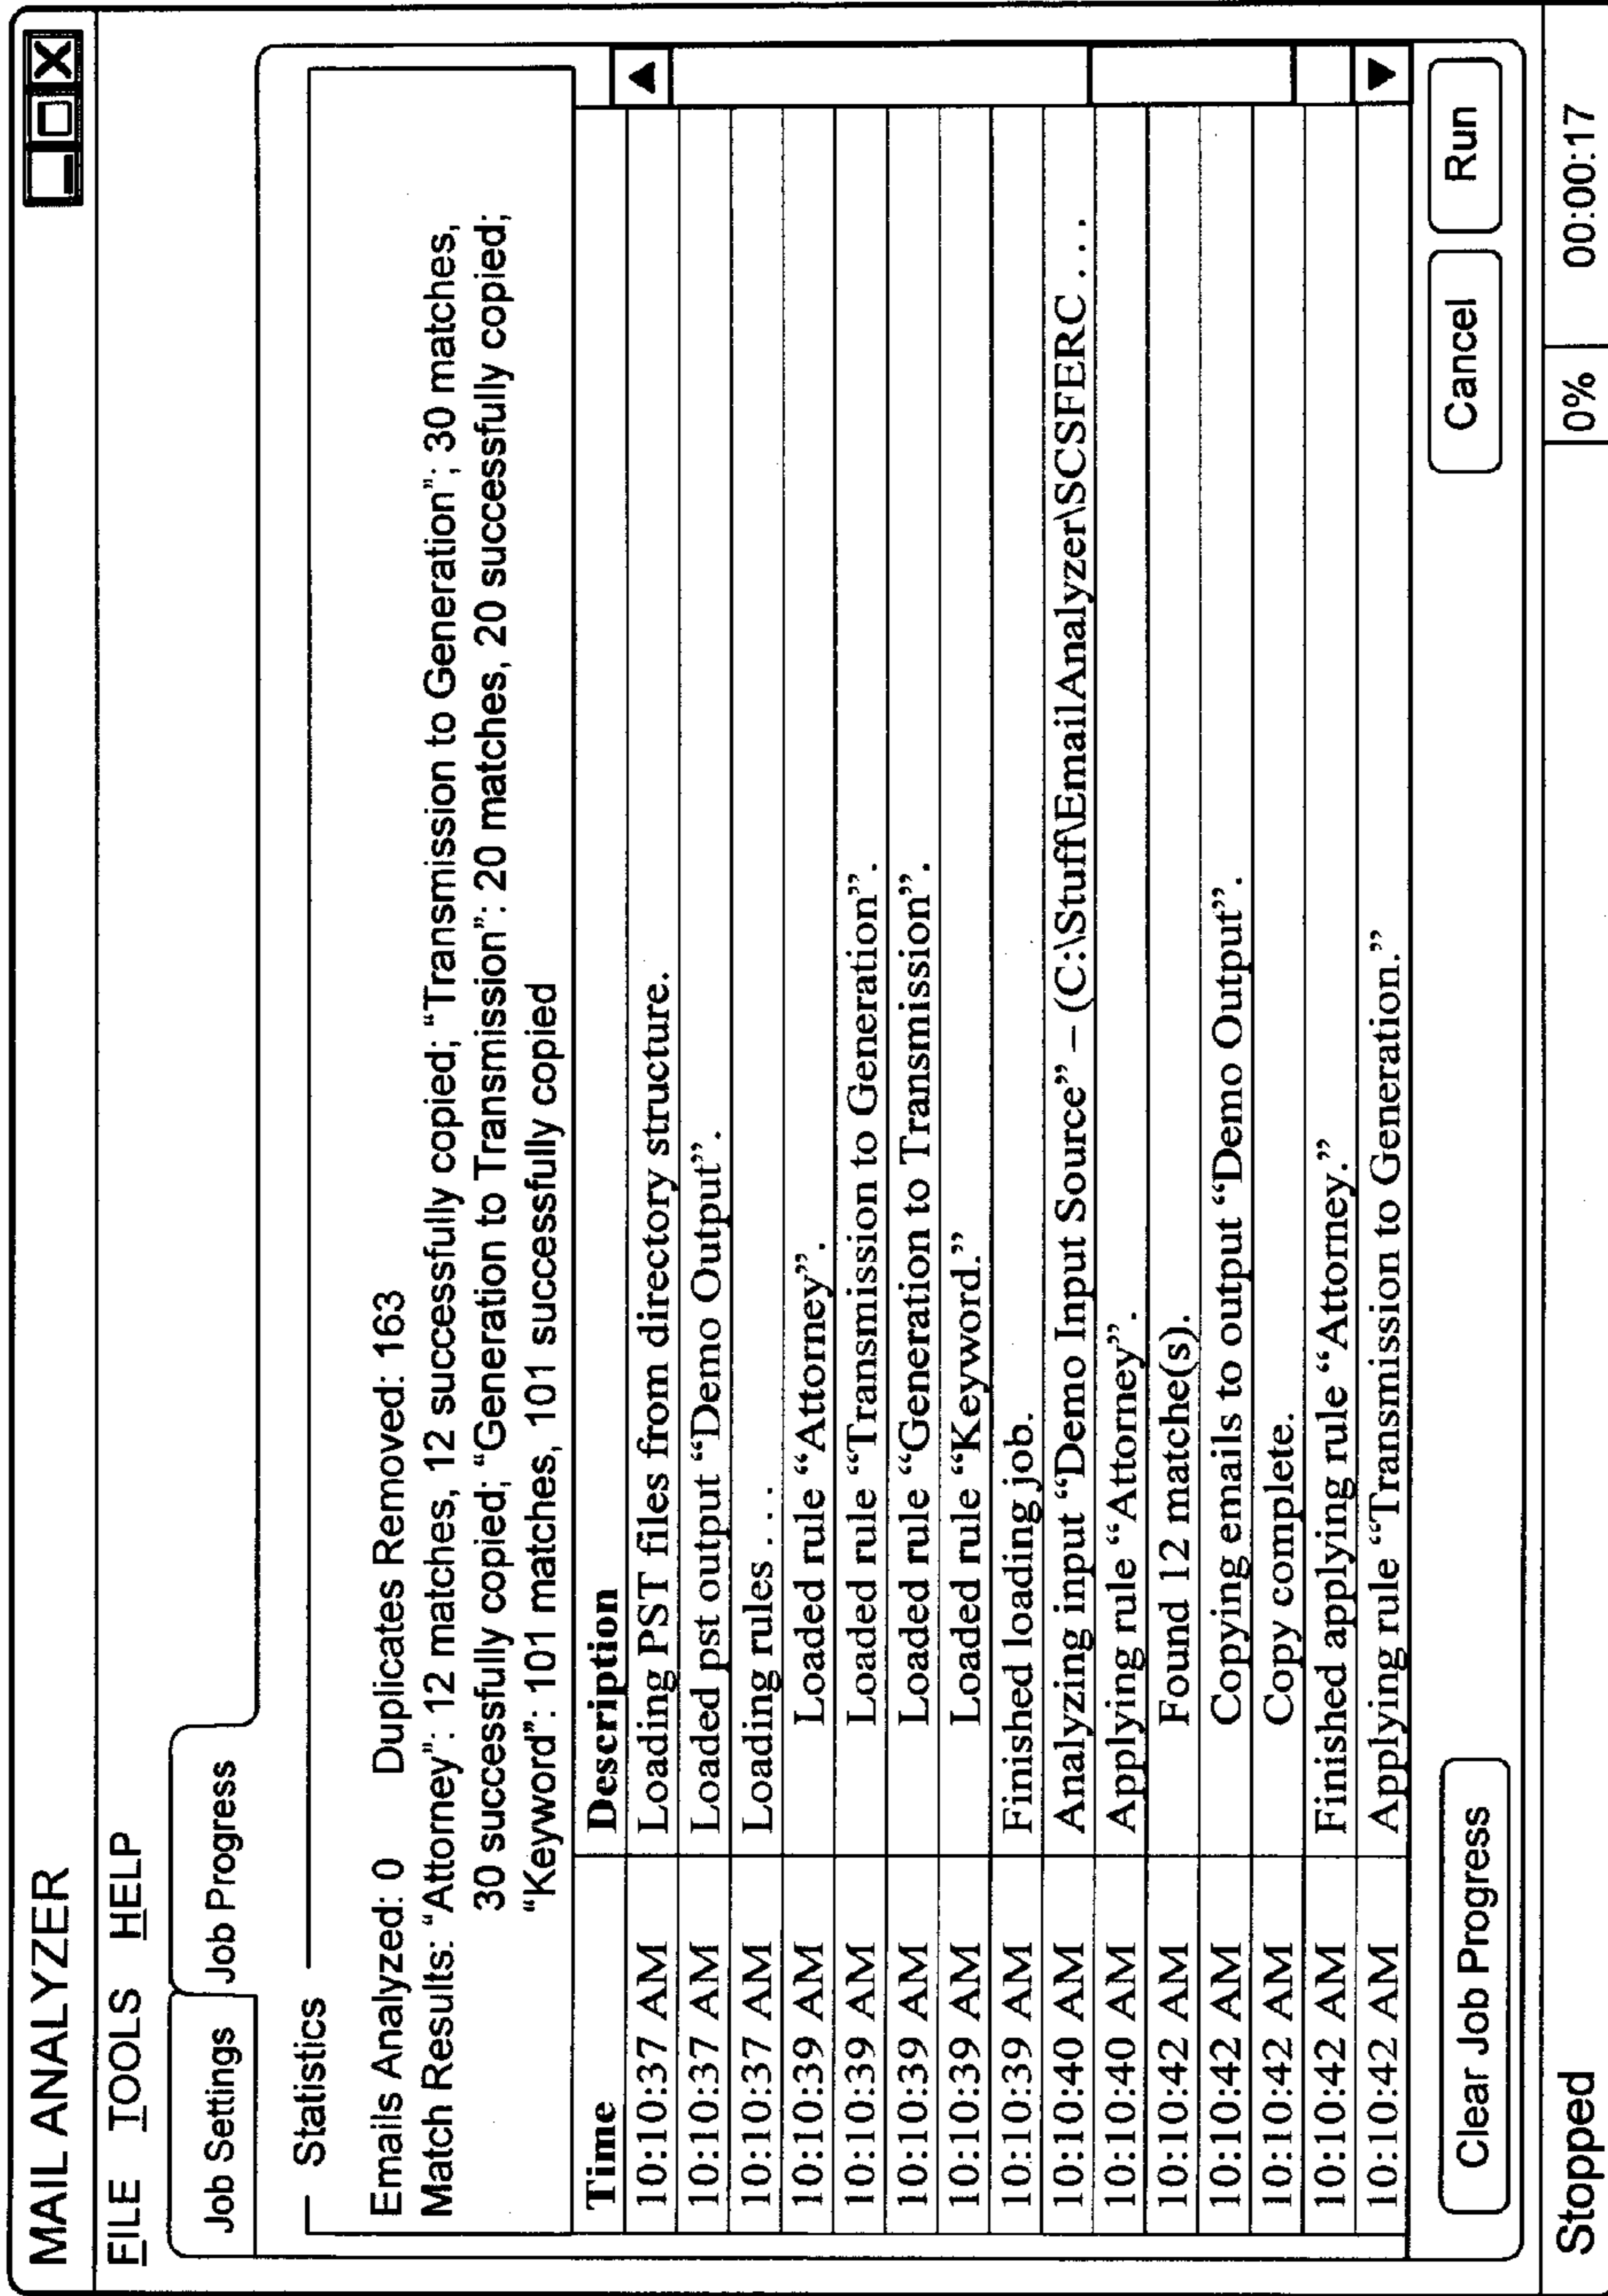 MAIL ANALYZER
FILE TOOLS HELP
Job Settings Job Progress
Statistics
Emails Analyzed: 0 Duplicates Removed: 163
Match Results: “Attorney”: 12 matches, 12 successfully copied; “Transmission to Generation”; 30 matches,
30 successfully copied; “Generation to Transmission”: 20 matches, 20 successfully copied;
“Keyword”: 101 matches, 101 successfully copied
Time Description
10:10:37 AM Loading PST files from directory structure.
10:10:37 AM Loaded pst output “Demo Output”.
10:10:37 AM Loading rules . . .
10:10:39 AM Loaded rule “Attorney”.
10:10:39 AM Loaded rule “Transmission to Generation”.
10:10:39 AM Loaded rule “Generation to Transmission”.
10:10:39 AM Loaded rule “Keyword.”
10:10:39 AM Finished loading job.
10:10:40 AM Analyzing input “Demo Input Source” – (C:\Stuff\EmailAnalyzer\SCSFERC . . .
10:10:40 AM Applying rule “Attorney”.
10:10:42 AM Found 12 matche(s).
10:10:42 AM Copying emails to output “Demo Output”.
10:10:42 AM Copy complete.
10:10:42 AM Finished applying rule “Attorney.”
10:10:42 AM Applying rule “Transmission to Generation.”
Clear Job Progress Cancel Run
Stopped 0% 00:00:17